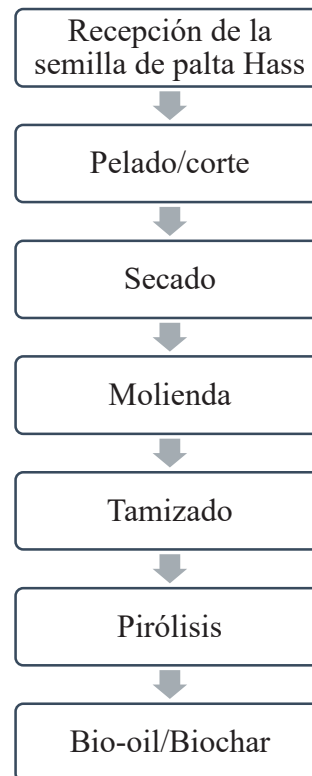 Recepción de la
semilla de palta Hass
Pelado/corte
Secado
Molienda
Tamizado
Pirólisis
Bio-oil/Biochar